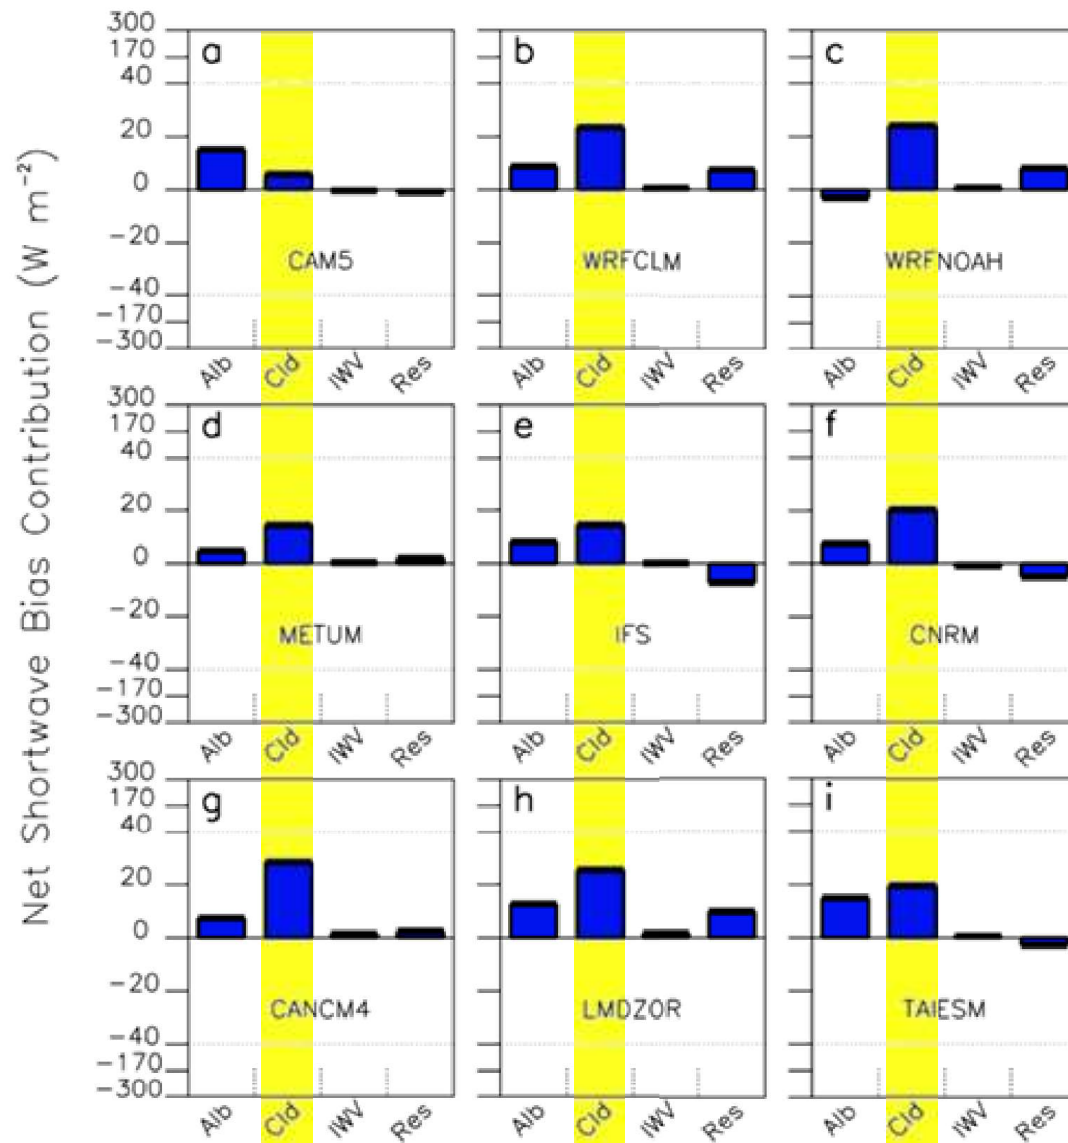 Net Shortwave Bias Contribution (W m⁻²)
300
170
40
20
0
−20
−40
−170
−300
a
CAM5
Alb Cld IWV Res
b
WRFCLM
Alb Cld IWV Res
c
WRFNOAH
Alb Cld IWV Res
300
170
40
20
0
−20
−40
−170
−300
d
METUM
Alb Cld IWV Res
e
IFS
Alb Cld IWV Res
f
CNRM
Alb Cld IWV Res
300
170
40
20
0
−20
−40
−170
−300
g
CANCM4
Alb Cld IWV Res
h
LMDZOR
Alb Cld IWV Res
i
TAIESM
Alb Cld IWV Res